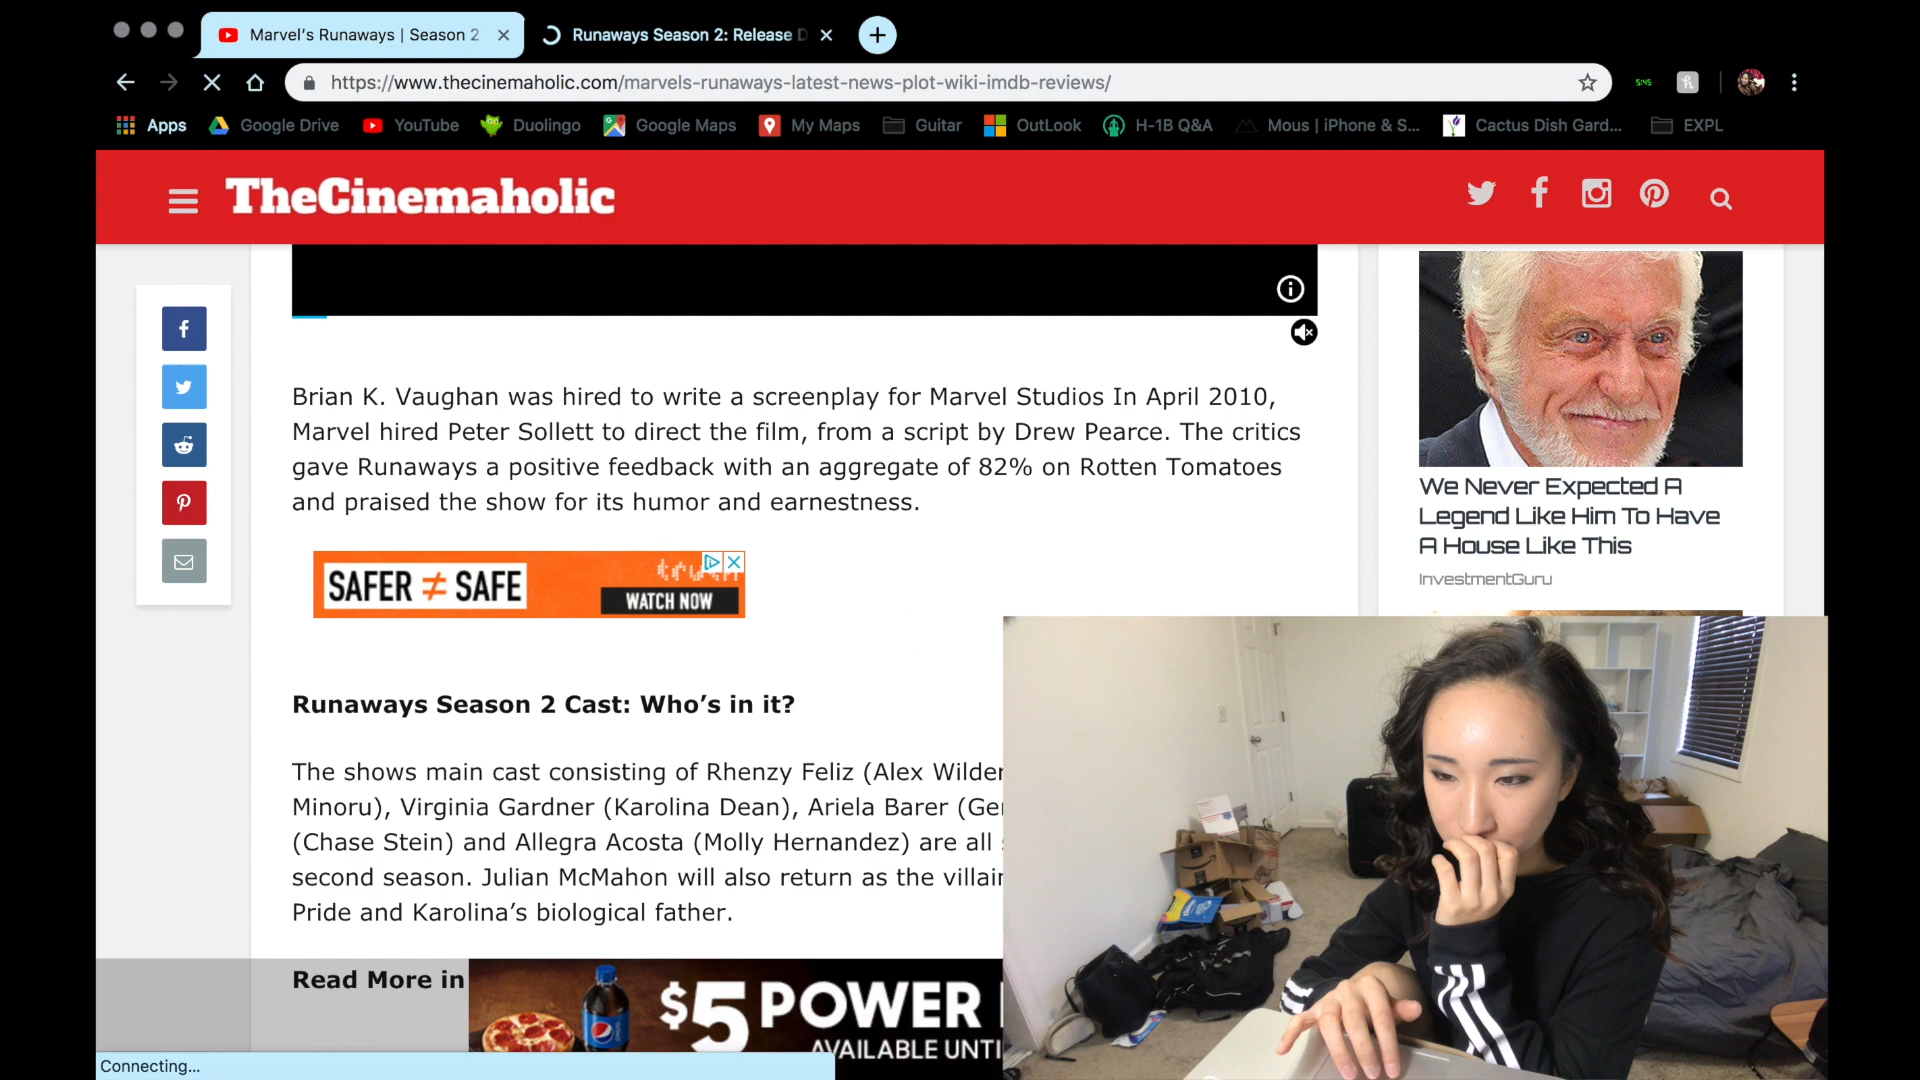 Marvel's Runaways | Season 2
Runaways Season 2: Release D
https://www.thecinemaholic.com/marvels-runaways-latest-news-plot-wiki-imdb-reviews/
5:45
Apps
Google Drive
YouTube
Duolingo
Google Maps
My Maps
Guitar
OutLook
H-1B Q&A
Mous | iPhone & S...
Cactus Dish Gard...
EXPL
TheCinemaholic
Brian K. Vaughan was hired to write a screenplay for Marvel Studios In April 2010,
Marvel hired Peter Sollett to direct the film, from a script by Drew Pearce. The critics
gave Runaways a positive feedback with an aggregate of 82% on Rotten Tomatoes
and praised the show for its humor and earnestness.
SAFER ≠ SAFE
WATCH NOW
We Never Expected A
Legend Like Him To Have
A House Like This
InvestmentGuru
Runaways Season 2 Cast: Who's in it?
The shows main cast consisting of Rhenzy Feliz (Alex Wilder
Minoru), Virginia Gardner (Karolina Dean), Ariela Barer (Ge
(Chase Stein) and Allegra Acosta (Molly Hernandez) are all
second season. Julian McMahon will also return as the villain
Pride and Karolina's biological father.
Read More in
$5 POWER
AVAILABLE UNTI
Connecting...